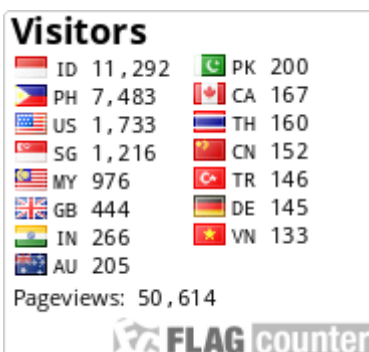 Visitors
ID 11,292
PH 7,483
US 1,733
SG 1,216
MY 976
GB 444
IN 266
AU 205
PK 200
CA 167
TH 160
CN 152
TR 146
DE 145
VN 133
Pageviews: 50,614
FC FLAG counter